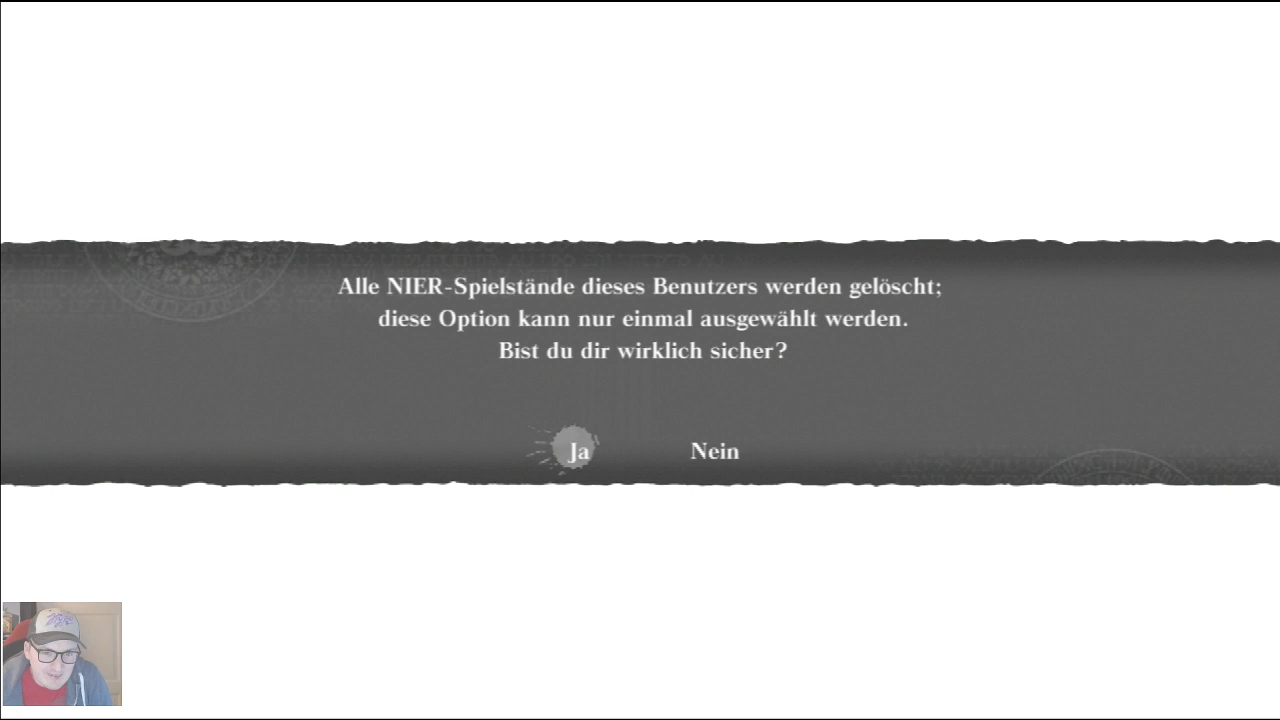 Alle NIER-Spielstände dieses Benutzers werden gelöscht;
diese Option kann nur einmal ausgewählt werden.
Bist du dir wirklich sicher?
Ja Nein